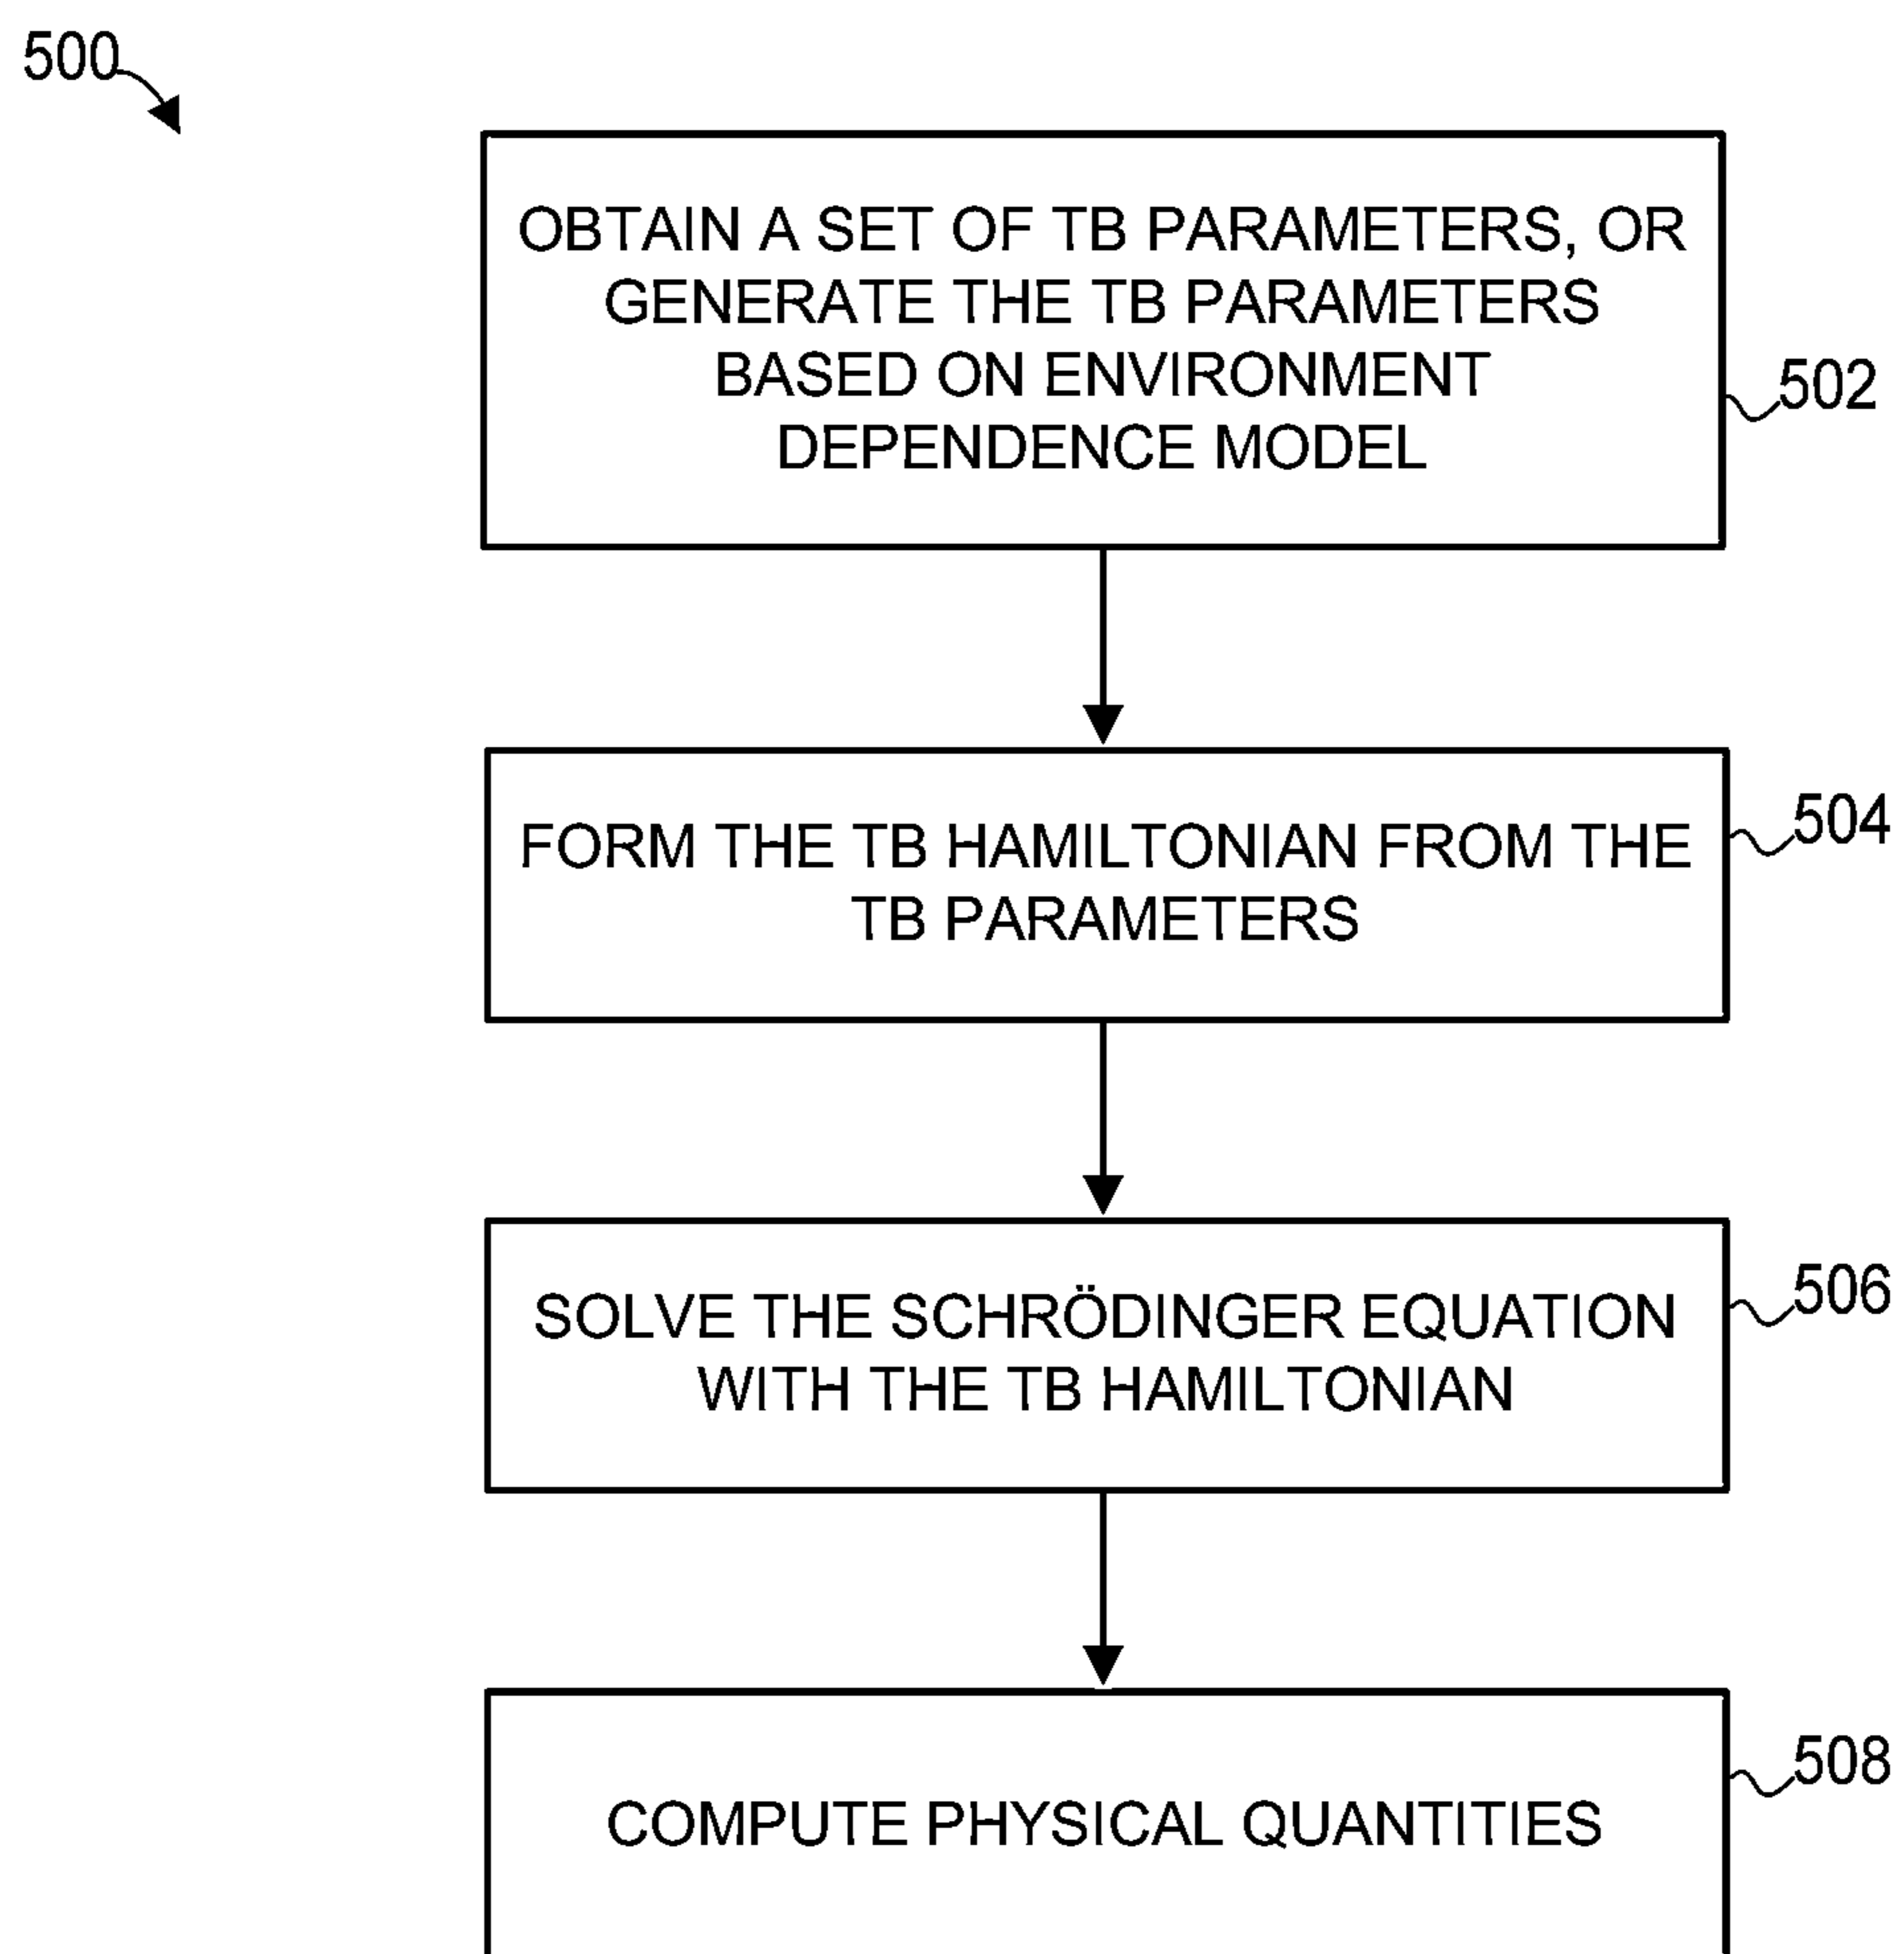 500
OBTAIN A SET OF TB PARAMETERS, OR
GENERATE THE TB PARAMETERS
BASED ON ENVIRONMENT
DEPENDENCE MODEL
502
FORM THE TB HAMILTONIAN FROM THE
TB PARAMETERS
504
SOLVE THE SCHRÖDINGER EQUATION
WITH THE TB HAMILTONIAN
506
COMPUTE PHYSICAL QUANTITIES
508